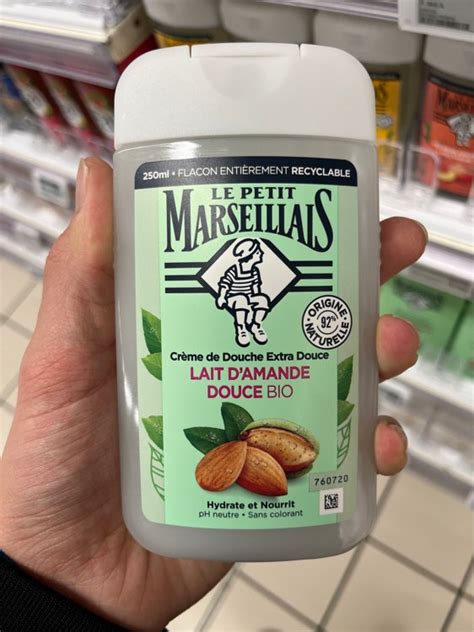 250ml • FLACON ENTIÈREMENT RECYCLABLE
LE PETIT
MARSEILLAIS
ORIGINE
92%
NATURELLE
Crème de Douche Extra Douce
LAIT D'AMANDE
DOUCE BIO
760720
Hydrate et Nourrit
pH neutre • Sans colorant
MARSEILLAIS